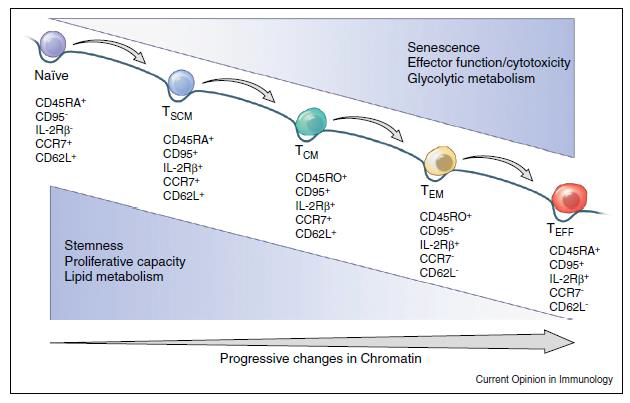 Senescence
Effector function/cytotoxicity
Glycolytic metabolism
Naïve
CD45RA⁺
CD95⁻
IL-2Rβ⁻
CCR7⁺
CD62L⁺
TSCM
CD45RA⁺
CD95⁺
IL-2Rβ⁺
CCR7⁺
CD62L⁺
TCM
CD45RO⁺
CD95⁺
IL-2Rβ⁺
CCR7⁺
CD62L⁺
TEM
CD45RO⁺
CD95⁺
IL-2Rβ⁺
CCR7⁻
CD62L⁻
TEFF
CD45RA⁺
CD95⁺
IL-2Rβ⁺
CCR7⁻
CD62L⁻
Stemness
Proliferative capacity
Lipid metabolism
Progressive changes in Chromatin
Current Opinion in Immunology